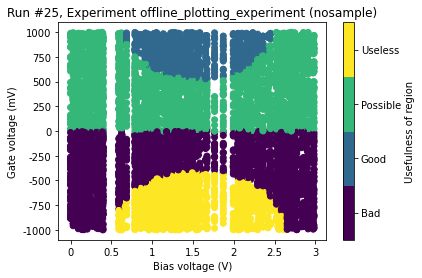 Run #25, Experiment offline_plotting_experiment (nosample)
1000
750
500
250
0
-250
-500
-750
-1000
Gate voltage (mV)
0
0.5
1
1.5
2
2.5
3
Bias voltage (V)
Useless
Possible
Good
Bad
Usefulness of region